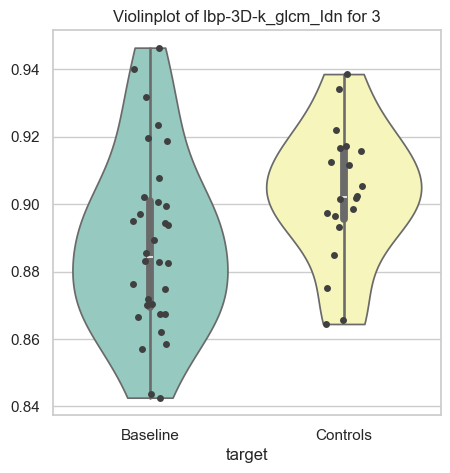 Violinplot of lbp-3D-k_glcm_Idn for 3
0.94
0.92
0.90
0.88
0.86
0.84
Baseline
Controls
target